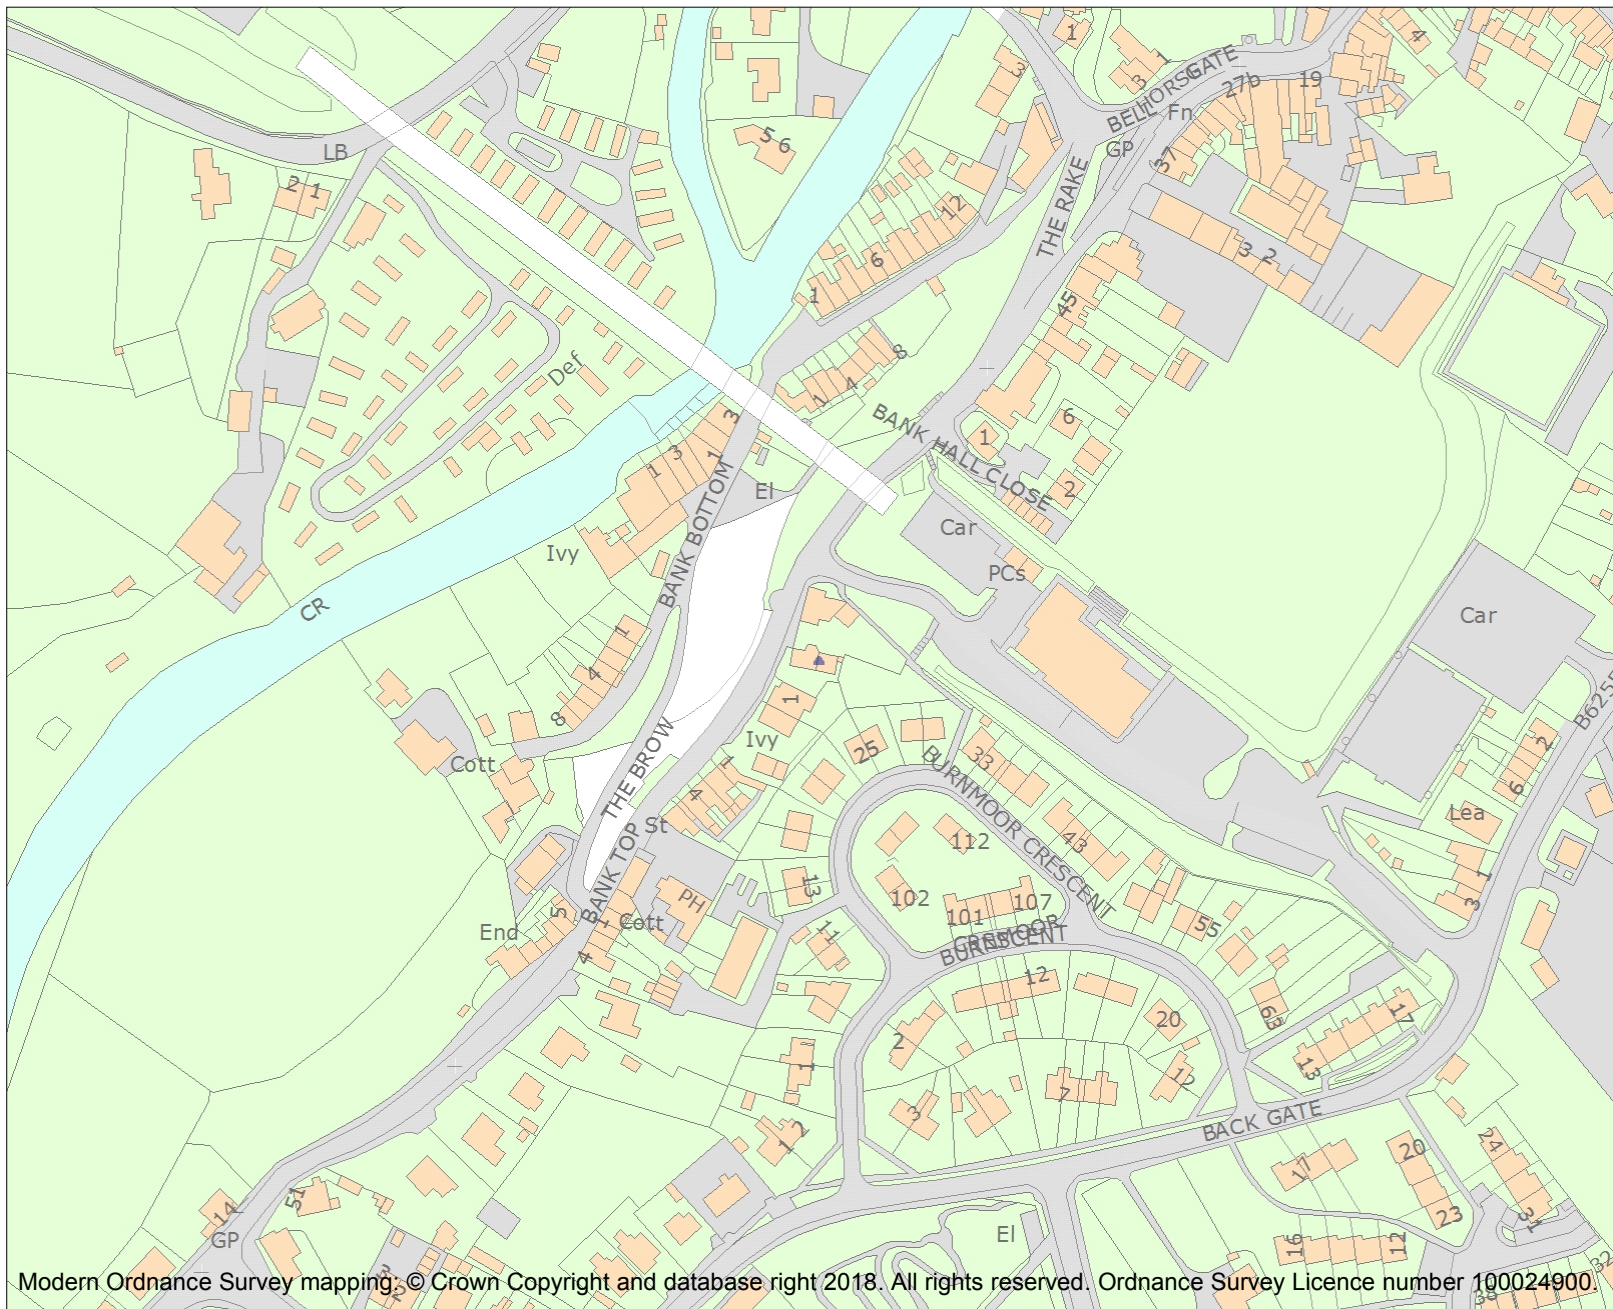 LB
2 1
5 6
3
1
3 1
4
BELL HORSGATE
27b
19
Fn
GP
37
THE RAKE
12
6
1
3 2
45
8
4
1
Def
BANK HALL CLOSE
6
1
2
3
1
3
1
El
Car
PCs
Ivy
BANK BOTTOM
CR
Car
B6255
1
4
8
1
Ivy
25
33
2
6
Cott
THE BROW
1
4
St
BURNMOOR CRESCENT
Lea
BANK TOP
112
43
13
102
PH
101
107
1
3
5
1
Cott
End
4
11
BURNMOOR
CRESCENT
55
12
2
20
63
17
13
1
7
12
3
1 2
BACK GATE
51
14
GP
17
20
24
23
31
El
16
12
32
38
Modern Ordnance Survey mapping: © Crown Copyright and database right 2018. All rights reserved. Ordnance Survey Licence number 100024900.